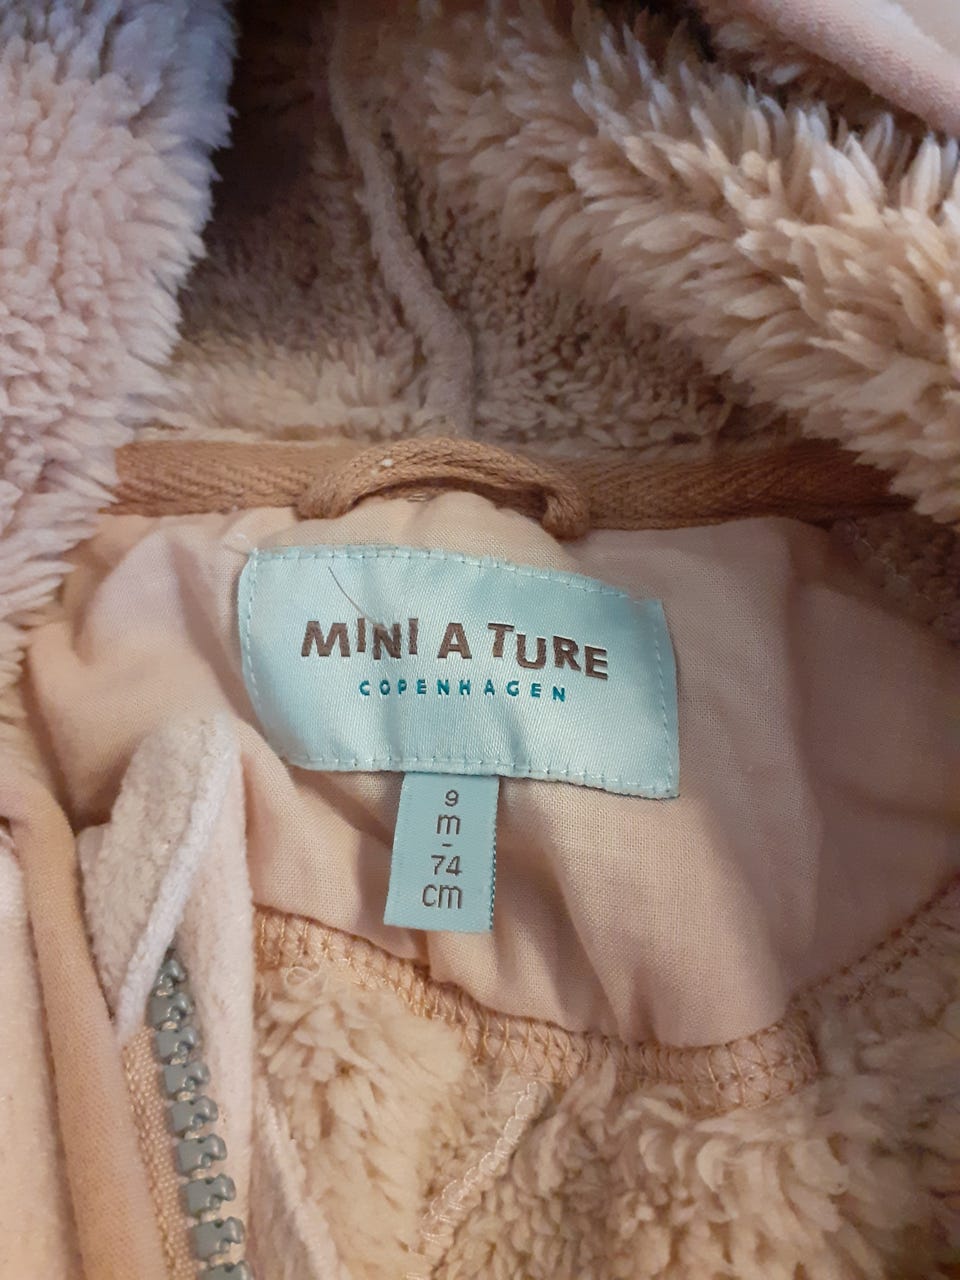 MINI A TURE
COPENHAGEN
9
m
-
74
cm